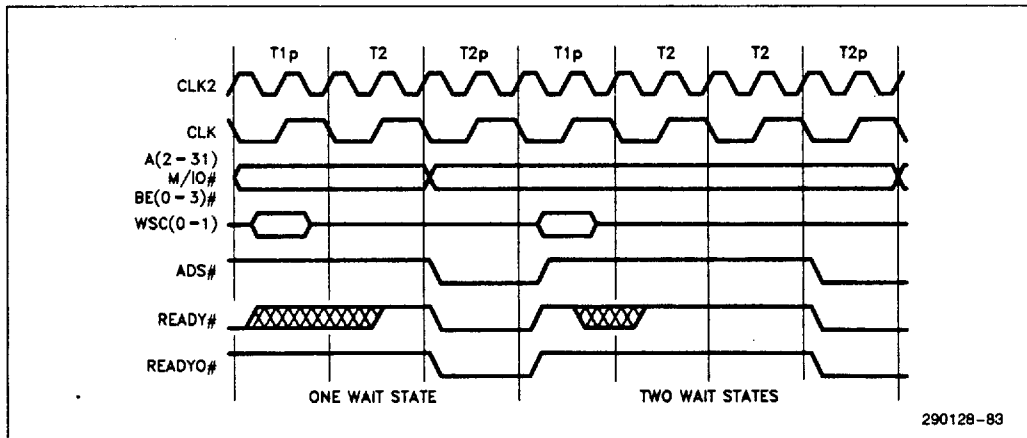 T1p T2 T2p T1p T2 T2 T2p
CLK2
CLK
A(2-31)
M/IO#
BE(0-3)#
WSC(0-1)
ADS#
READY#
READYO#
ONE WAIT STATE TWO WAIT STATES
290128-83